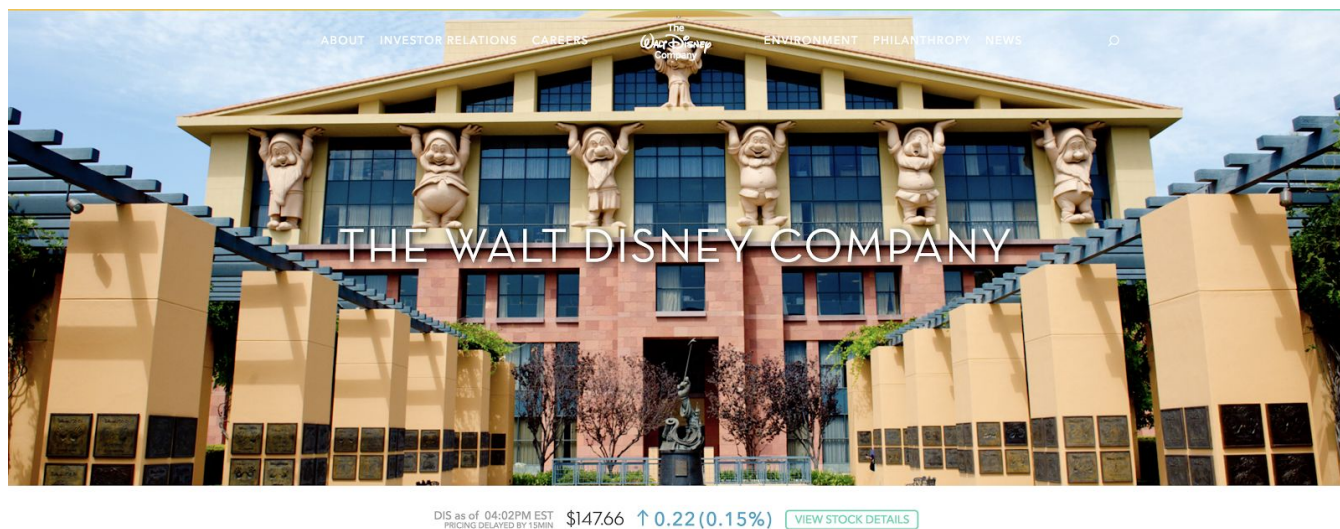 ABOUT INVESTOR RELATIONS CAREERS The Walt Disney Company ENVIRONMENT PHILANTHROPY NEWS
THE WALT DISNEY COMPANY
DIS as of 04:02PM EST $147.66 ↑ 0.22 (0.15%) VIEW STOCK DETAILS
PRICING DELAYED BY 15MIN